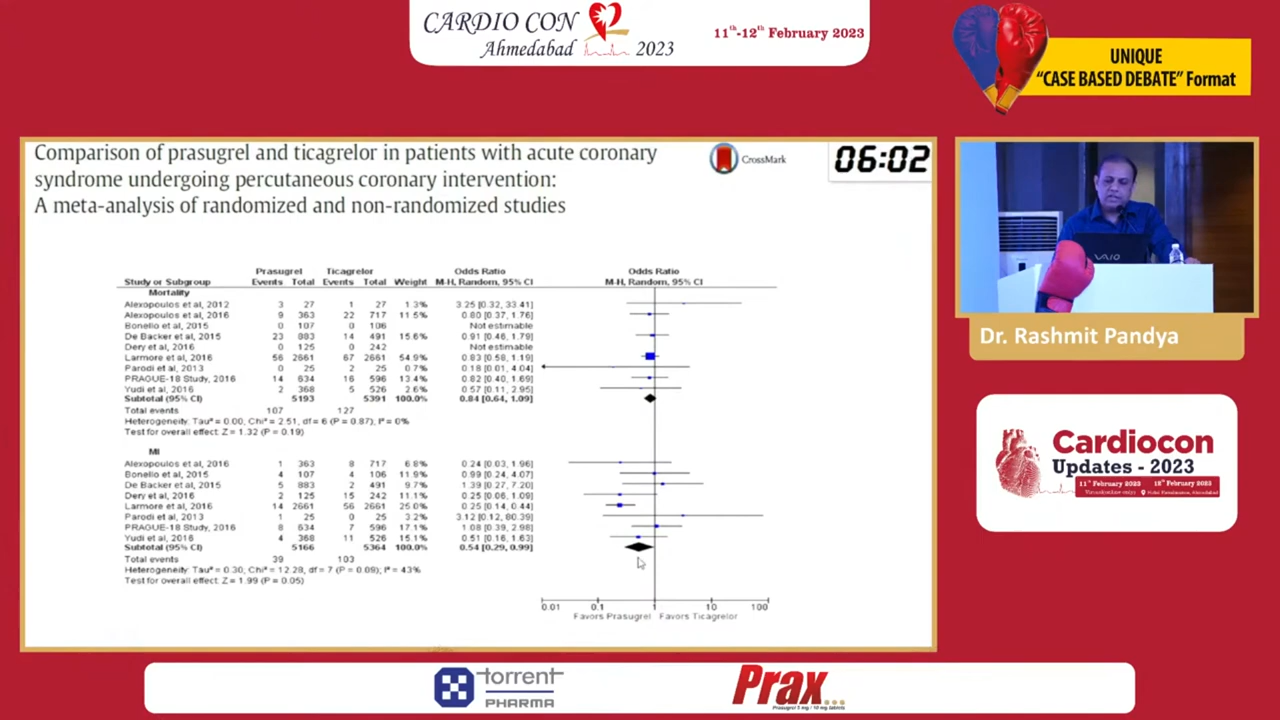 CARDIO CON
Ahmedabad 2023
11th-12th February 2023
UNIQUE
"CASE BASED DEBATE" Format
Comparison of prasugrel and ticagrelor in patients with acute coronary
syndrome undergoing percutaneous coronary intervention:
A meta-analysis of randomized and non-randomized studies
CrossMark
06:02
Prasugrel Ticagrelor Odds Ratio Odds Ratio
Study or Subgroup Events Total Events Total Weight M-H, Random, 95% CI M-H, Random, 95% CI
Mortality
Alexopoulos et al, 2012 3 27 1 27 1.3% 3.25 [0.32, 33.41]
Alexopoulos et al, 2016 9 363 22 717 11.5% 0.80 [0.37, 1.76]
Bonello et al, 2015 0 107 0 106 Not estimable
De Backer et al, 2015 23 883 14 491 15.6% 0.91 [0.46, 1.79]
Dery et al, 2016 0 125 0 242 Not estimable
Larmore et al, 2016 56 2661 67 2661 54.9% 0.83 [0.58, 1.19]
Parodi et al, 2013 0 25 2 25 0.7% 0.18 [0.01, 4.04]
PRAGUE-18 Study, 2016 14 634 16 596 13.4% 0.82 [0.40, 1.69]
Yudi et al, 2016 2 368 5 526 2.6% 0.57 [0.11, 2.95]
Subtotal (95% CI) 5193 5391 100.0% 0.84 [0.64, 1.09]
Total events 107 127
Heterogeneity: Tau² = 0.00, Chi² = 2.51, df = 6 (P = 0.87); I² = 0%
Test for overall effect: Z = 1.32 (P = 0.19)
MI
Alexopoulos et al, 2016 1 363 8 717 6.8% 0.24 [0.03, 1.96]
Bonello et al, 2015 4 107 4 106 11.9% 0.99 [0.24, 4.07]
De Backer et al, 2015 5 883 2 491 9.7% 1.39 [0.27, 7.20]
Dery et al, 2016 2 125 15 242 11.1% 0.25 [0.06, 1.09]
Larmore et al, 2016 14 2661 56 2661 25.0% 0.25 [0.14, 0.44]
Parodi et al, 2013 1 25 0 25 3.12 [0.12, 80.39]
PRAGUE-18 Study, 2016 8 634 7 596 17.1% 1.08 [0.39, 2.98]
Yudi et al, 2016 4 368 11 526 15.1% 0.51 [0.16, 1.63]
Subtotal (95% CI) 5166 5364 100.0% 0.54 [0.29, 0.99]
Total events 39 103
Heterogeneity: Tau² = 0.30; Chi² = 12.28, df = 7 (P = 0.09); I² = 43%
Test for overall effect: Z = 1.99 (P = 0.05)
0.01 0.1 1 10 100
Favors Prasugrel Favors Ticagrelor
VAIO
Dr. Rashmit Pandya
Cardiocon
Updates - 2023
11th February 2023 12th February 2023
torrent
PHARMA
Prax...
Prasugrel 5 mg / 10 mg tablets